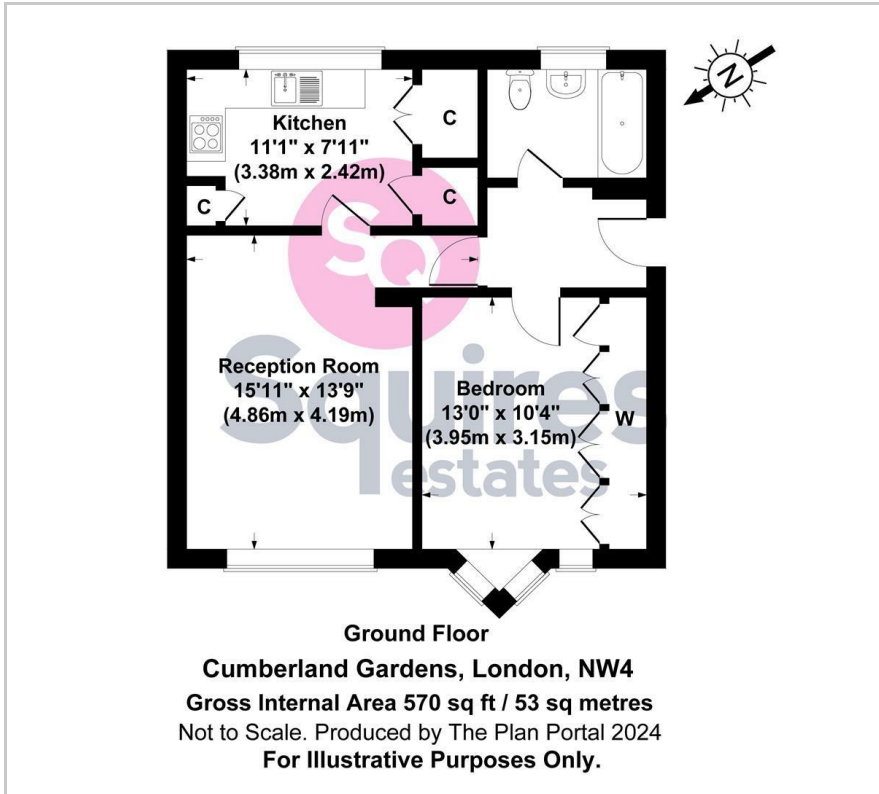 N
Kitchen
11'1" x 7'11"
(3.38m x 2.42m)
C
C
C
SQ
Squires
estates
Reception Room
15'11" x 13'9"
(4.86m x 4.19m)
Bedroom
13'0" x 10'4"
(3.95m x 3.15m)
W
Ground Floor
Cumberland Gardens, London, NW4
Gross Internal Area 570 sq ft / 53 sq metres
Not to Scale. Produced by The Plan Portal 2024
For Illustrative Purposes Only.